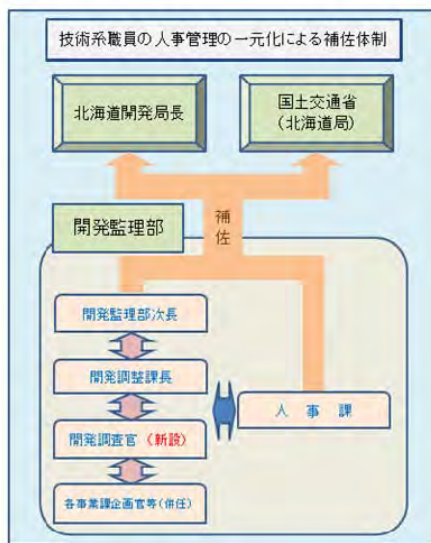 技術系職員の人事管理の一元化による補佐体制
北海道開発局長
国土交通省
（北海道局）
補佐
開発監理部
開発監理部次長
開発調整課長
開発調査官（新設）
人事課
各事業課企画官等（併任）